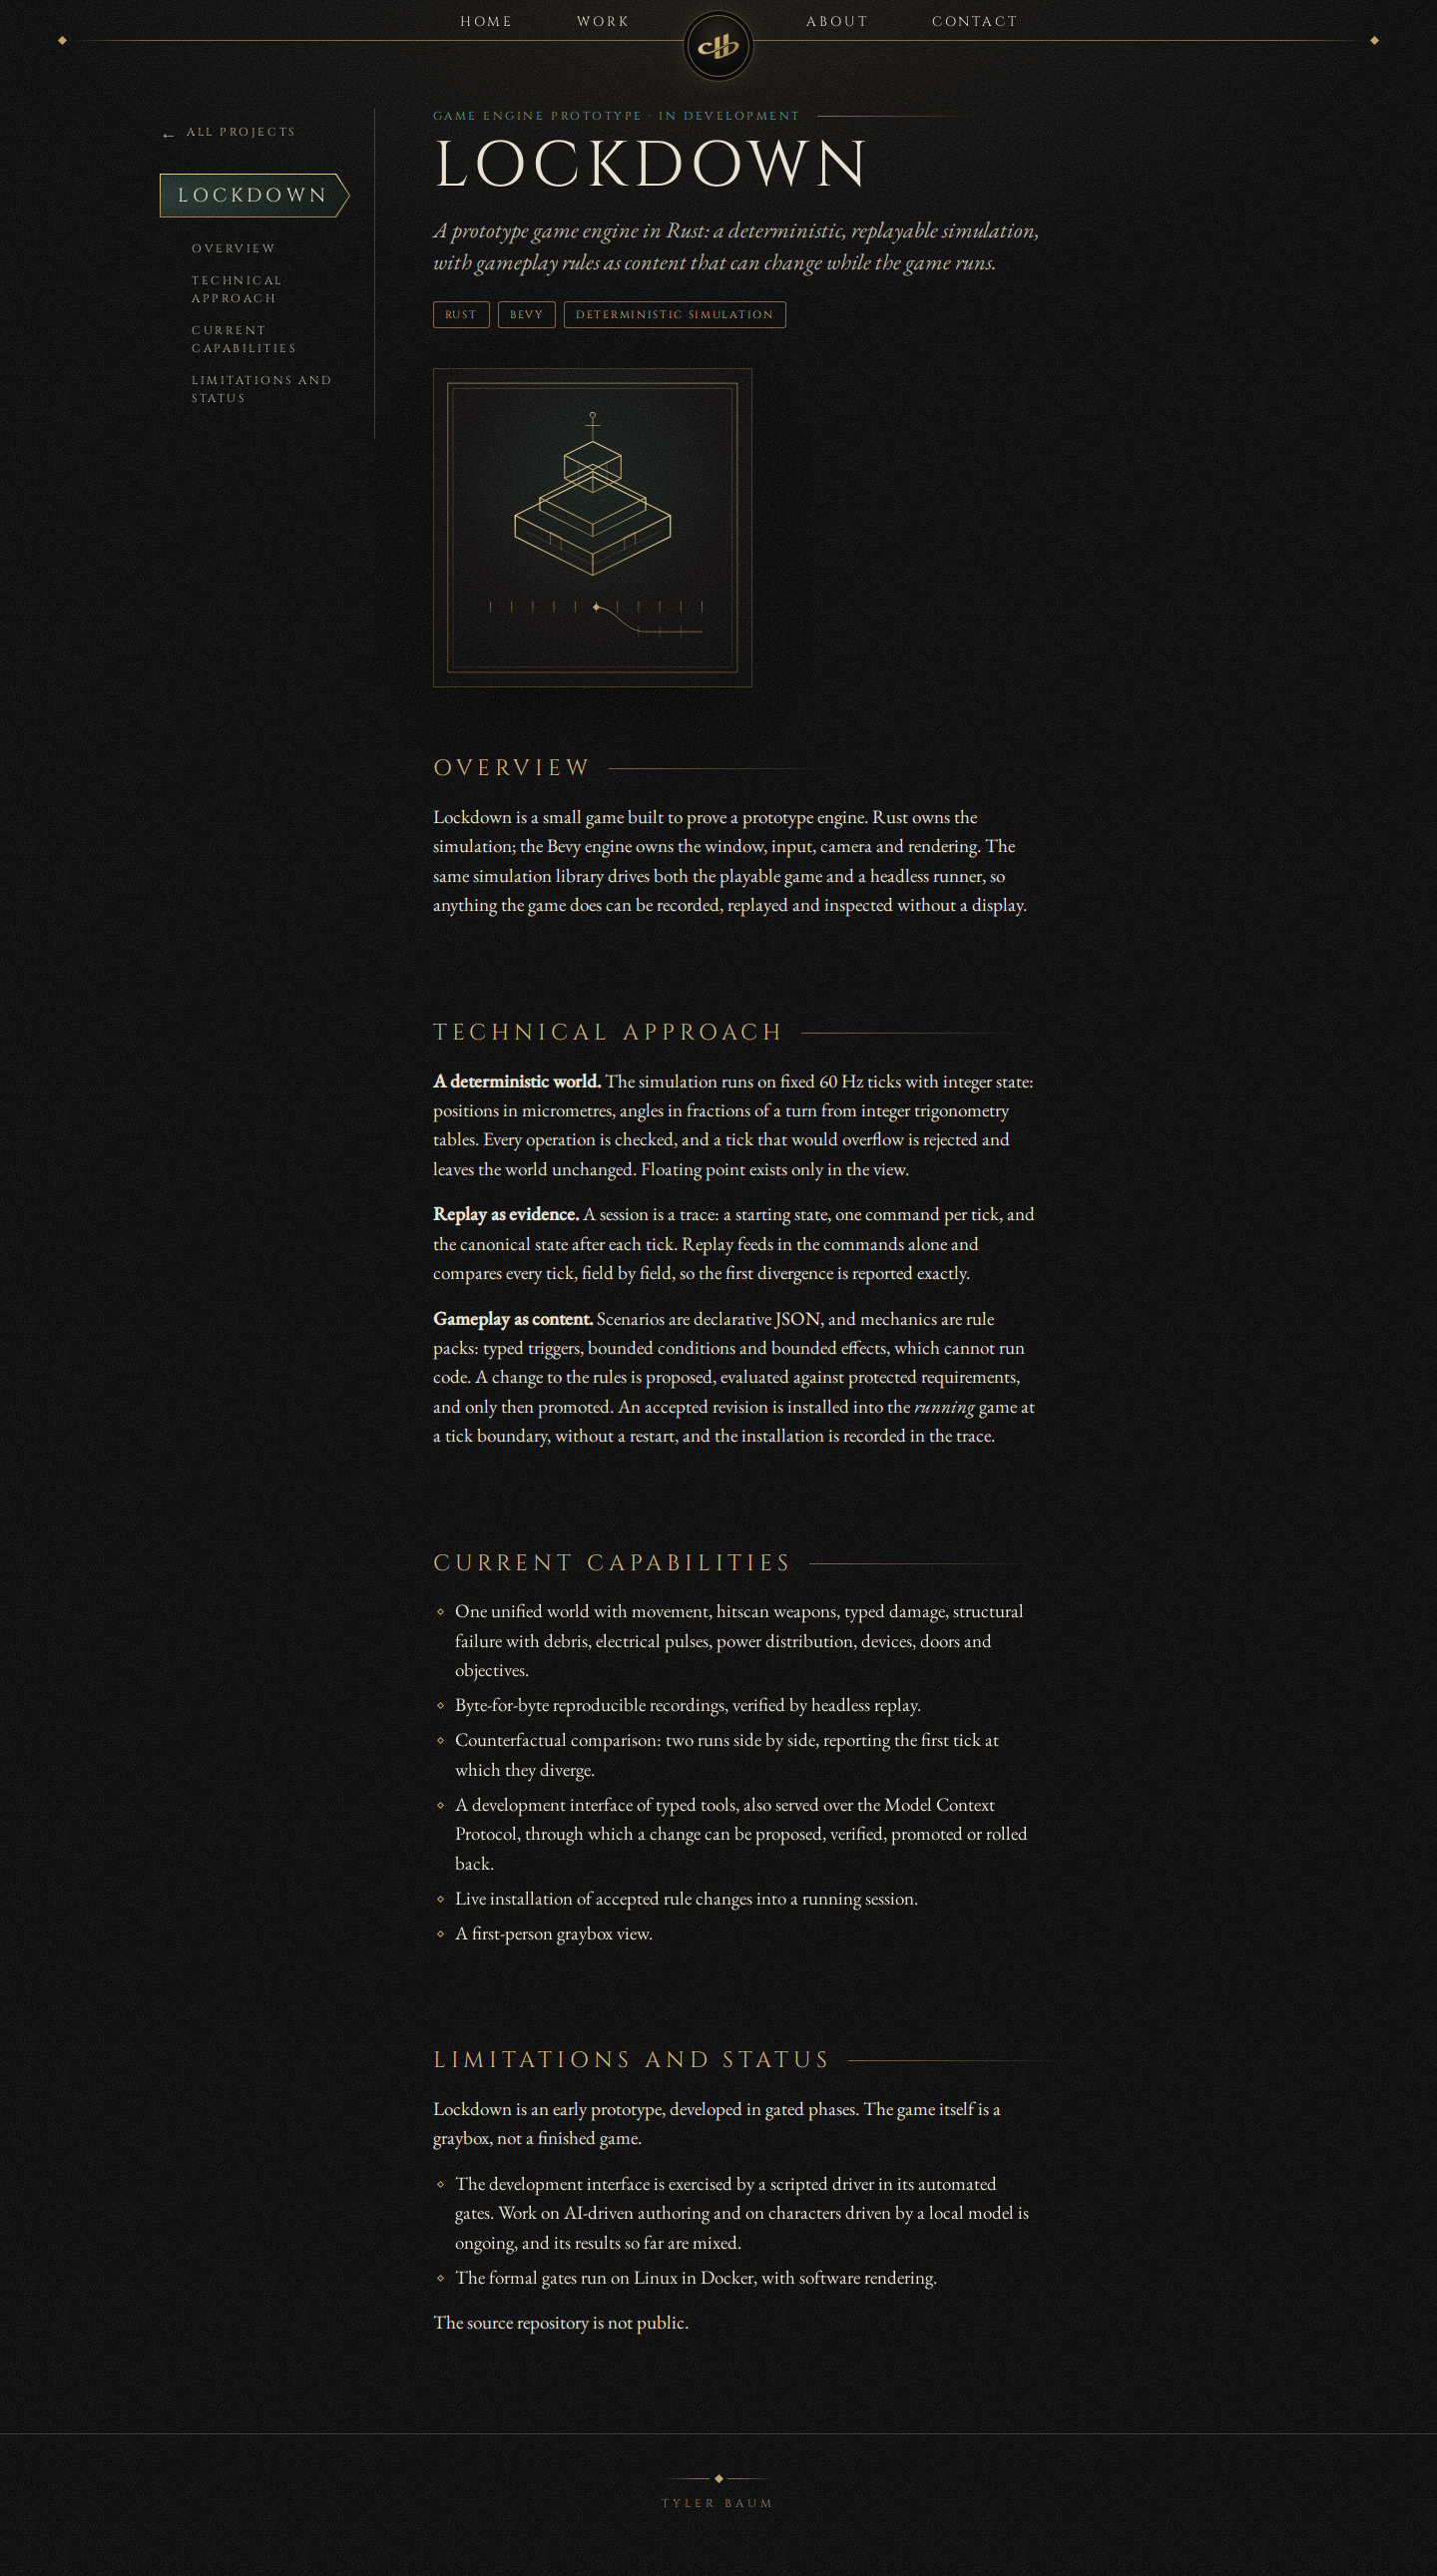 HOME WORK ABOUT CONTACT
← ALL PROJECTS
LOCKDOWN
OVERVIEW
TECHNICAL
APPROACH
CURRENT
CAPABILITIES
LIMITATIONS AND
STATUS
GAME ENGINE PROTOTYPE · IN DEVELOPMENT
LOCKDOWN
A prototype game engine in Rust: a deterministic, replayable simulation,
with gameplay rules as content that can change while the game runs.
RUST BEVY DETERMINISTIC SIMULATION
OVERVIEW
Lockdown is a small game built to prove a prototype engine. Rust owns the
simulation; the Bevy engine owns the window, input, camera and rendering. The
same simulation library drives both the playable game and a headless runner, so
anything the game does can be recorded, replayed and inspected without a display.
TECHNICAL APPROACH
A deterministic world. The simulation runs on fixed 60 Hz ticks with integer state:
positions in micrometres, angles in fractions of a turn from integer trigonometry
tables. Every operation is checked, and a tick that would overflow is rejected and
leaves the world unchanged. Floating point exists only in the view.
Replay as evidence. A session is a trace: a starting state, one command per tick, and
the canonical state after each tick. Replay feeds in the commands alone and
compares every tick, field by field, so the first divergence is reported exactly.
Gameplay as content. Scenarios are declarative JSON, and mechanics are rule
packs: typed triggers, bounded conditions and bounded effects, which cannot run
code. A change to the rules is proposed, evaluated against protected requirements,
and only then promoted. An accepted revision is installed into the running game at
a tick boundary, without a restart, and the installation is recorded in the trace.
CURRENT CAPABILITIES
One unified world with movement, hitscan weapons, typed damage, structural
failure with debris, electrical pulses, power distribution, devices, doors and
objectives.
Byte-for-byte reproducible recordings, verified by headless replay.
Counterfactual comparison: two runs side by side, reporting the first tick at
which they diverge.
A development interface of typed tools, also served over the Model Context
Protocol, through which a change can be proposed, verified, promoted or rolled
back.
Live installation of accepted rule changes into a running session.
A first-person graybox view.
LIMITATIONS AND STATUS
Lockdown is an early prototype, developed in gated phases. The game itself is a
graybox, not a finished game.
The development interface is exercised by a scripted driver in its automated
gates. Work on AI-driven authoring and on characters driven by a local model is
ongoing, and its results so far are mixed.
The formal gates run on Linux in Docker, with software rendering.
The source repository is not public.
TYLER BAUM